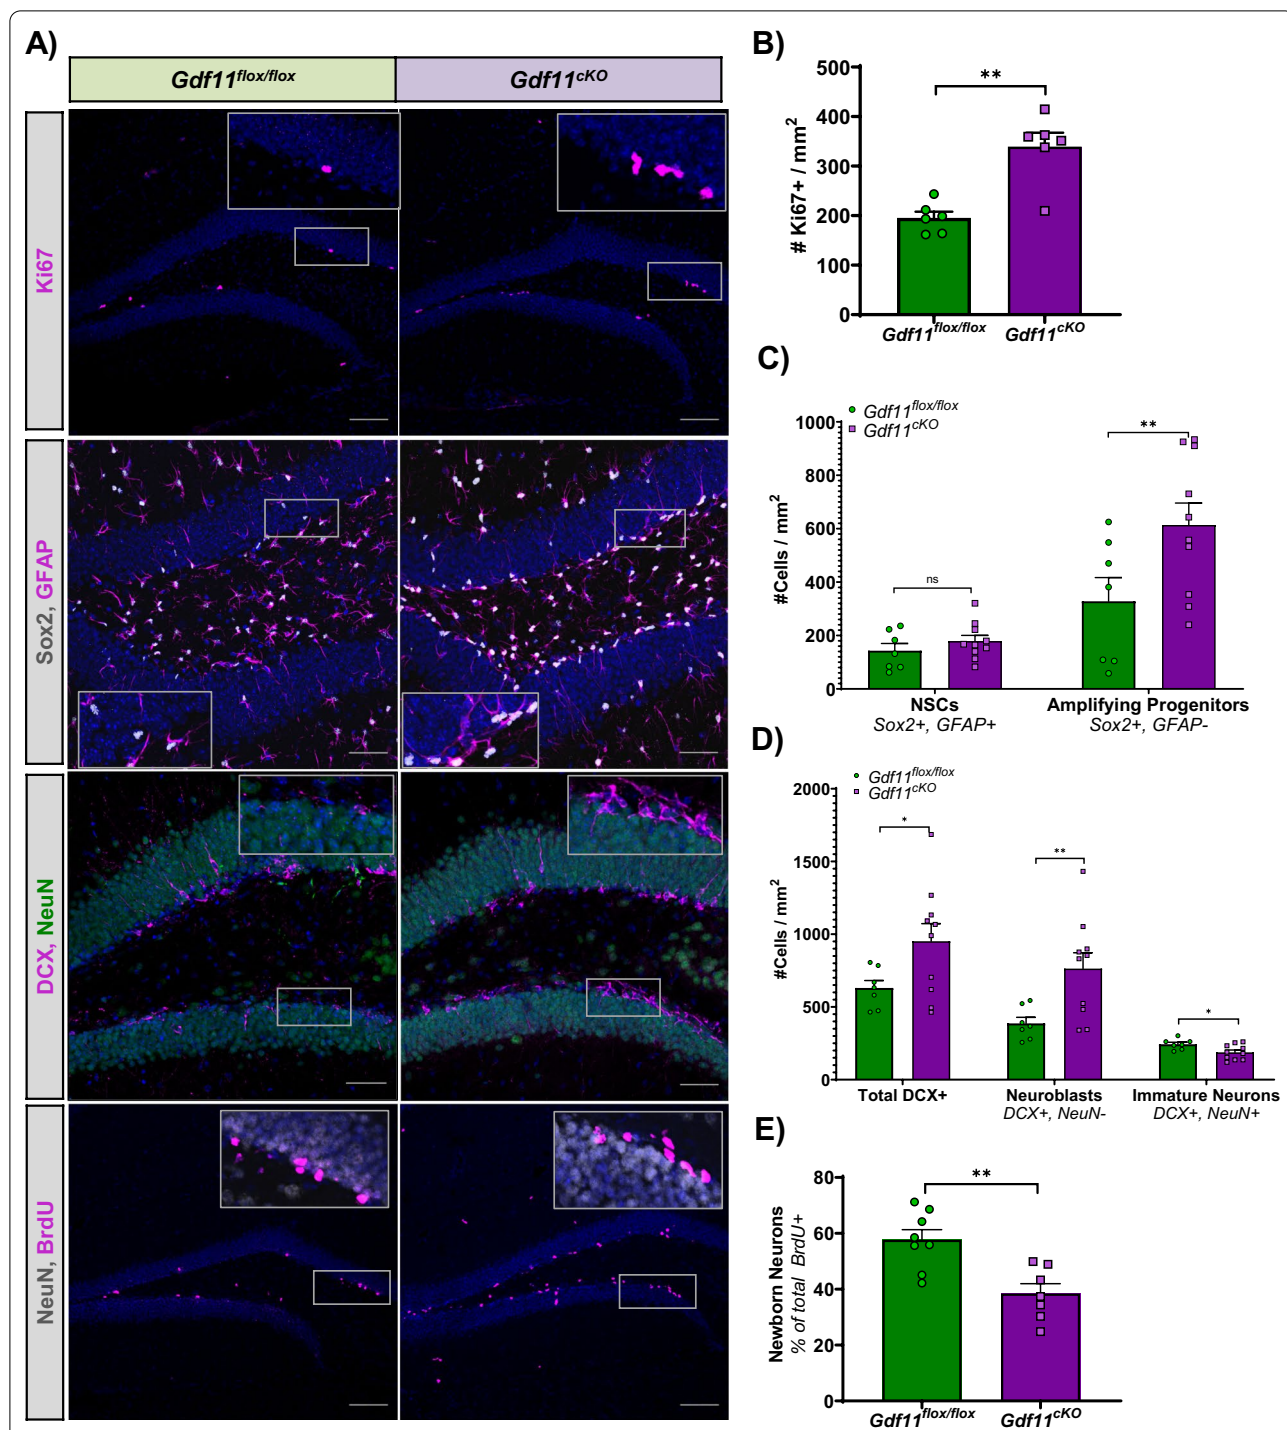 A)
Gdf11flox/flox
Gdf11cKO
Ki67
Sox2, GFAP
DCX, NeuN
NeuN, BrdU
B)
500
400
300
200
100
0
# Ki67+ / mm2
**
Gdf11flox/flox
Gdf11cKO
C)
Gdf11flox/flox
Gdf11cKO
1000
800
600
400
200
0
#Cells / mm2
ns
**
NSCs
Sox2+, GFAP+
Amplifying Progenitors
Sox2+, GFAP-
D)
Gdf11flox/flox
Gdf11cKO
2000
1500
1000
500
0
#Cells / mm2
*
**
*
Total DCX+
Neuroblasts
DCX+, NeuN-
Immature Neurons
DCX+, NeuN+
E)
80
60
40
20
0
Newborn Neurons
% of total BrdU+
**
Gdf11flox/flox
Gdf11cKO